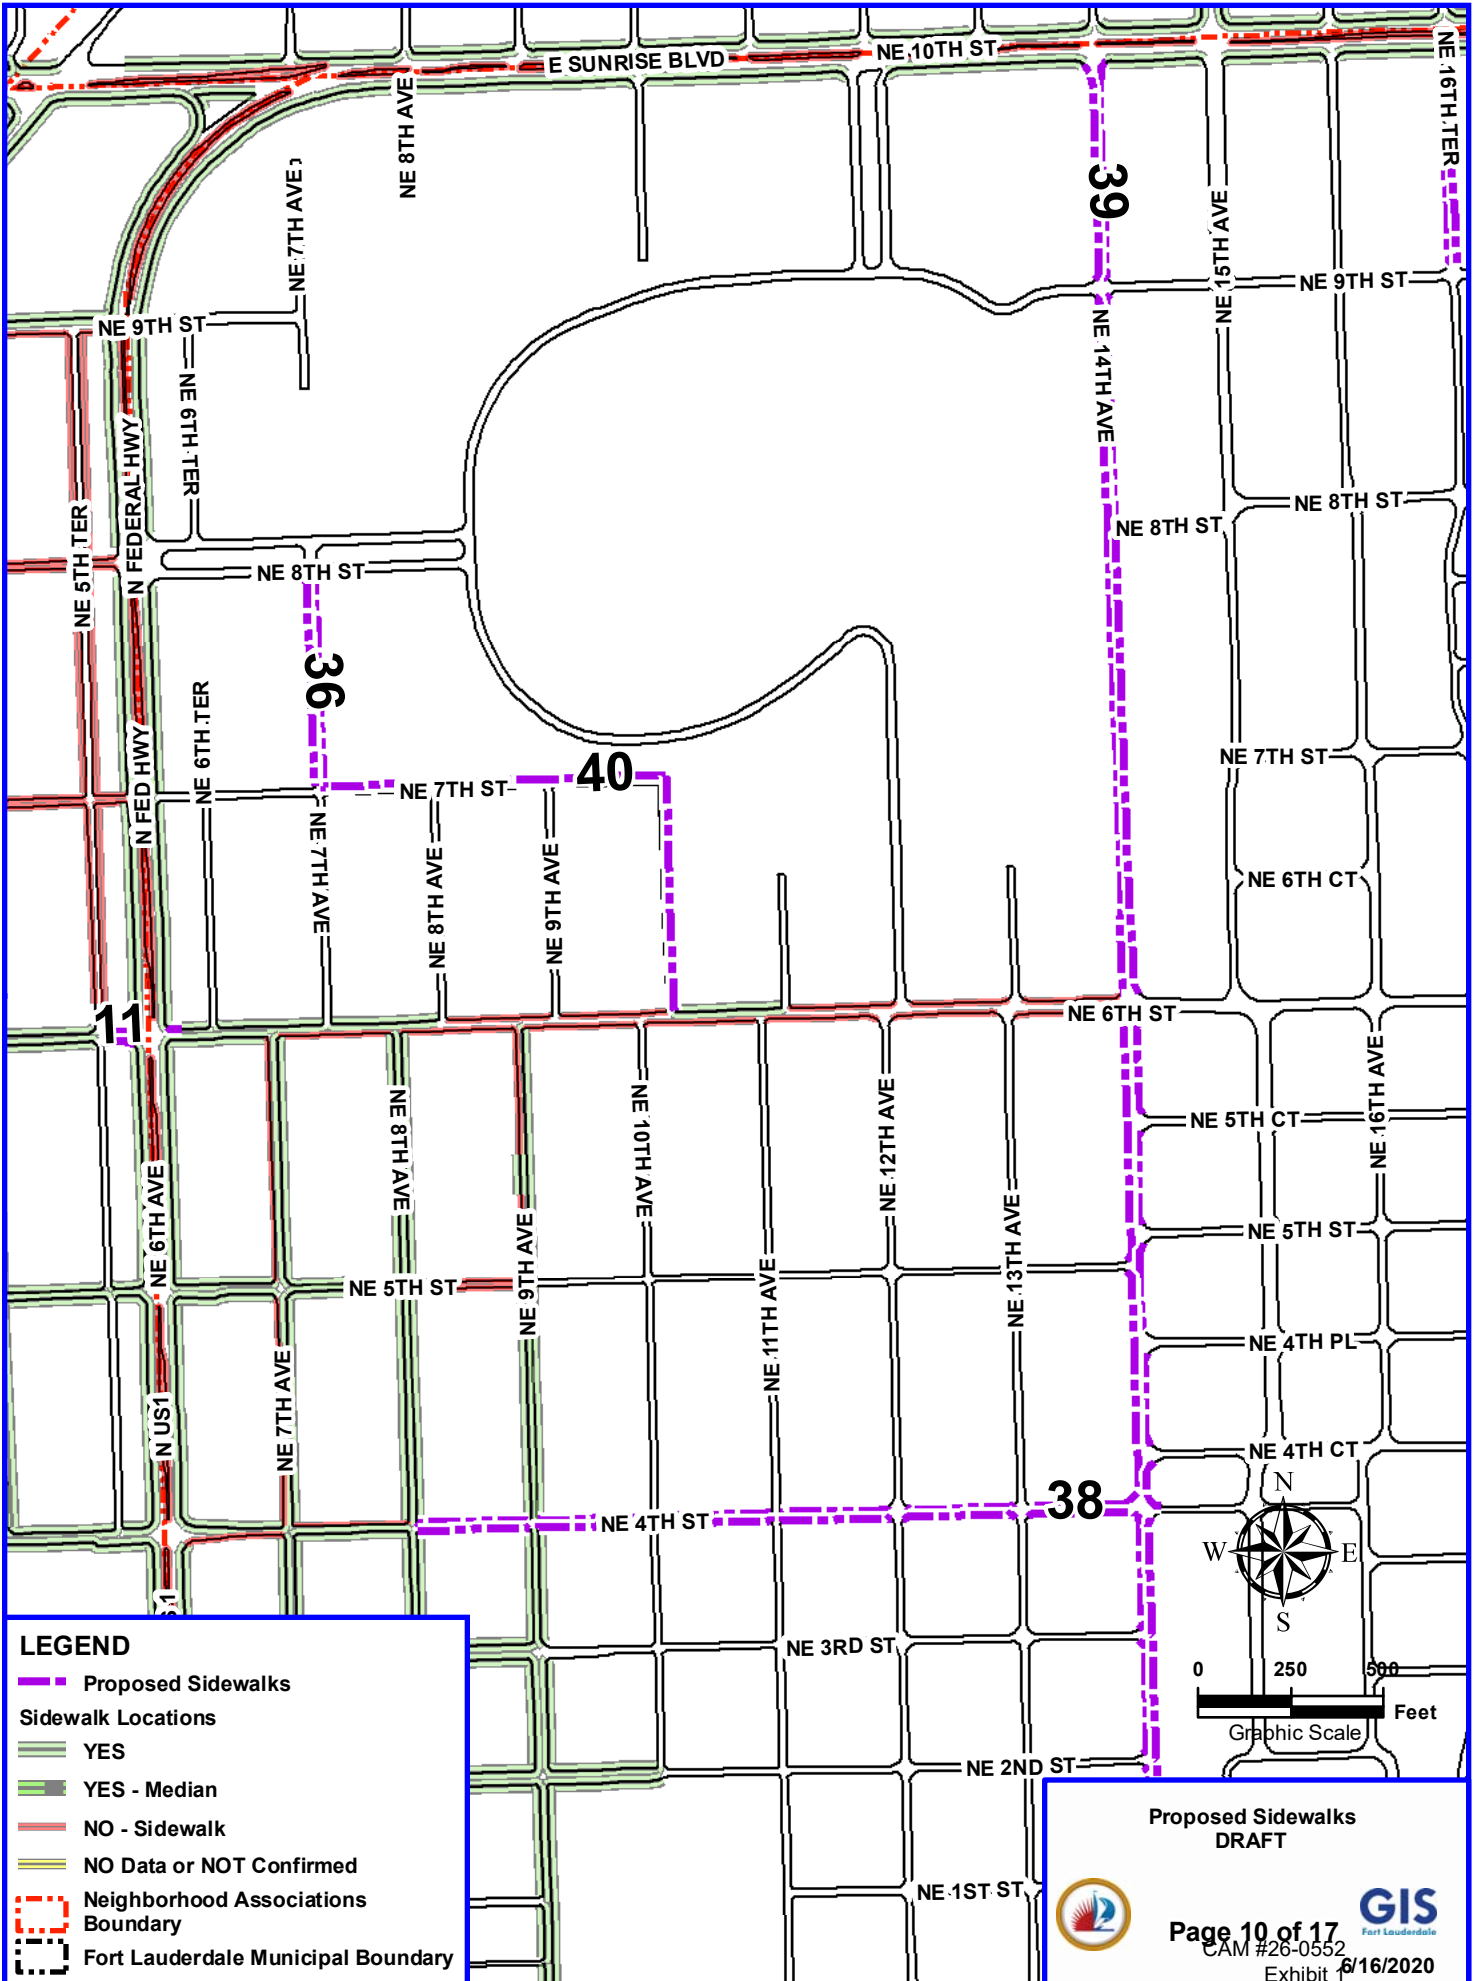 E SUNRISE BLVD
NE 10TH ST
NE 16TH TER
NE 8TH AVE
NE 7TH AVE
39
NE 15TH AVE
NE 9TH ST
NE 9TH ST
NE 14TH AVE
NE 6TH TER
N FEDERAL HWY
NE 5TH TER
NE 8TH ST
NE 8TH ST
NE 8TH ST
36
NE 6TH TER
N FED HWY
NE 7TH ST
40
NE 7TH ST
NE 7TH AVE
NE 8TH AVE
NE 9TH AVE
NE 6TH CT
11
NE 6TH ST
NE 8TH AVE
NE 10TH AVE
NE 12TH AVE
NE 16TH AVE
NE 5TH CT
NE 6TH AVE
NE 9TH AVE
NE 13TH AVE
NE 5TH ST
NE 5TH ST
NE 11TH AVE
NE 4TH PL
NE 7TH AVE
N US1
NE 4TH CT
38
NE 4TH ST
N
W
E
S
NE 3RD ST
0 250 500
Feet
Graphic Scale
NE 2ND ST
NE 1ST ST
LEGEND
Proposed Sidewalks
Sidewalk Locations
YES
YES - Median
NO - Sidewalk
NO Data or NOT Confirmed
Neighborhood Associations
Boundary
Fort Lauderdale Municipal Boundary
Proposed Sidewalks
DRAFT
GIS
Fort Lauderdale
Page 10 of 17
CAM #26-0552
Exhibit 1
6/16/2020